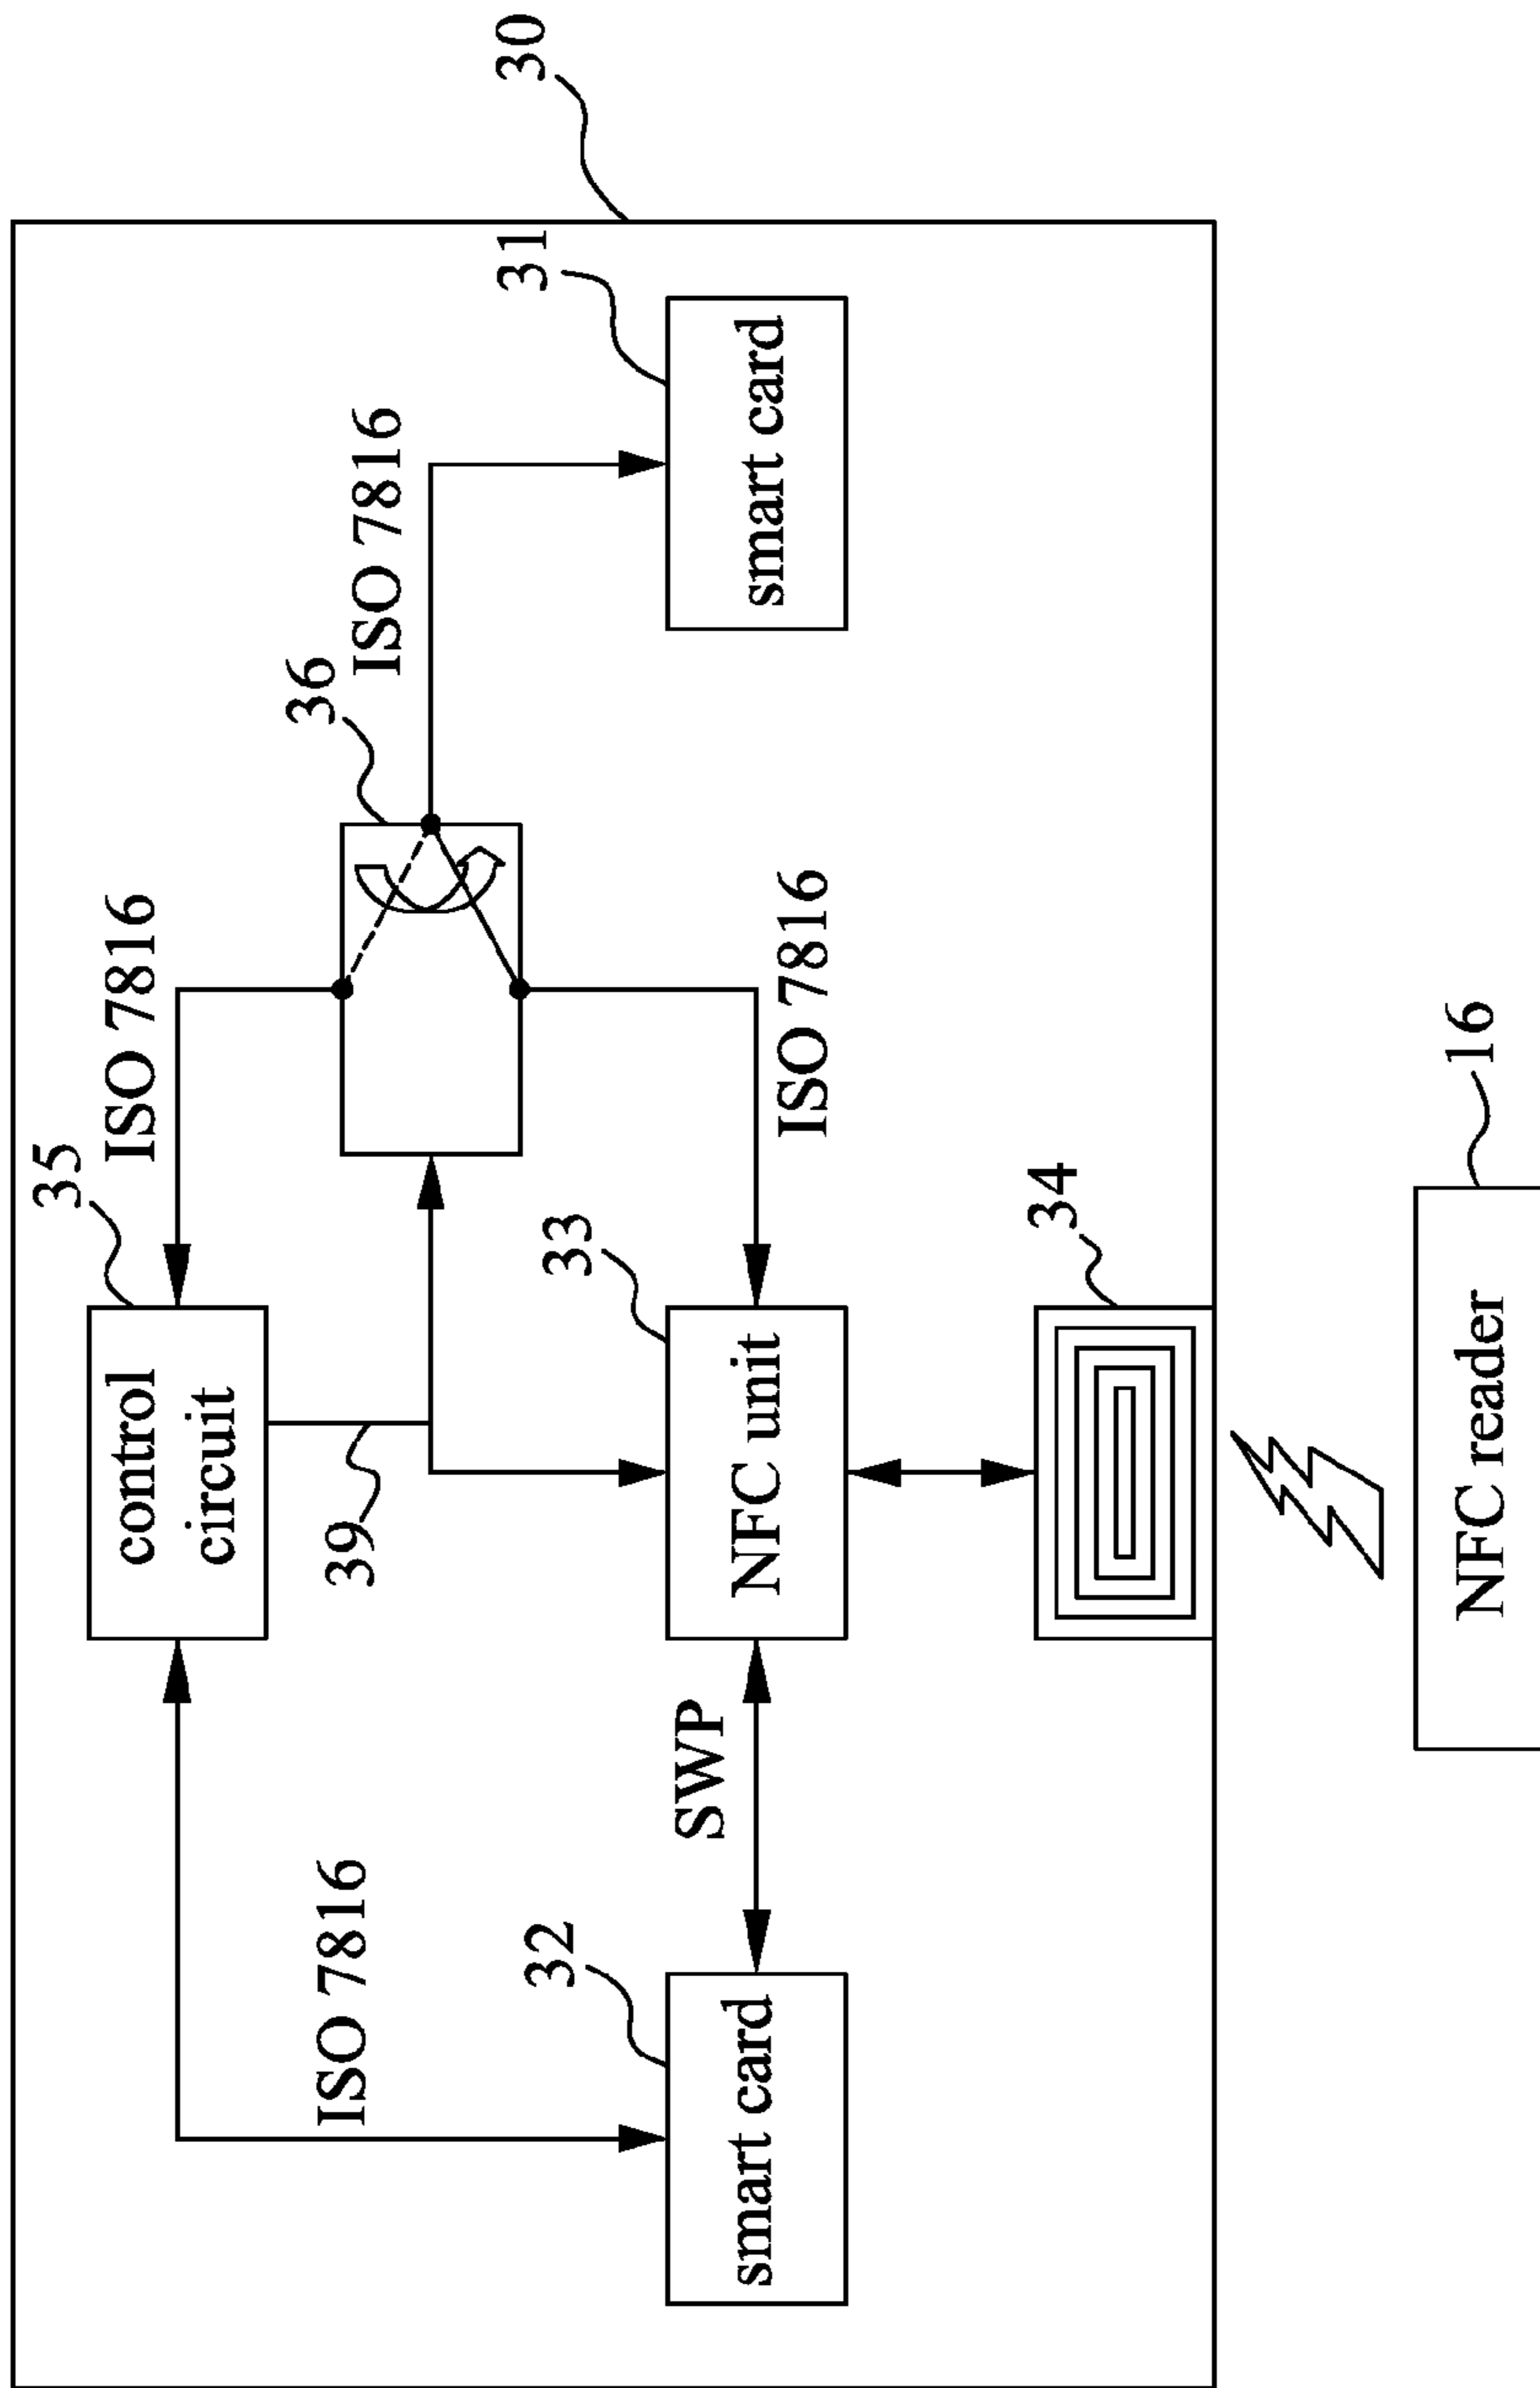 30
35
control
circuit
ISO 7816
36
ISO 7816
ISO 7816
39
32
smart card
SWP
33
NFC unit
ISO 7816
31
smart card
34
NFC reader
16